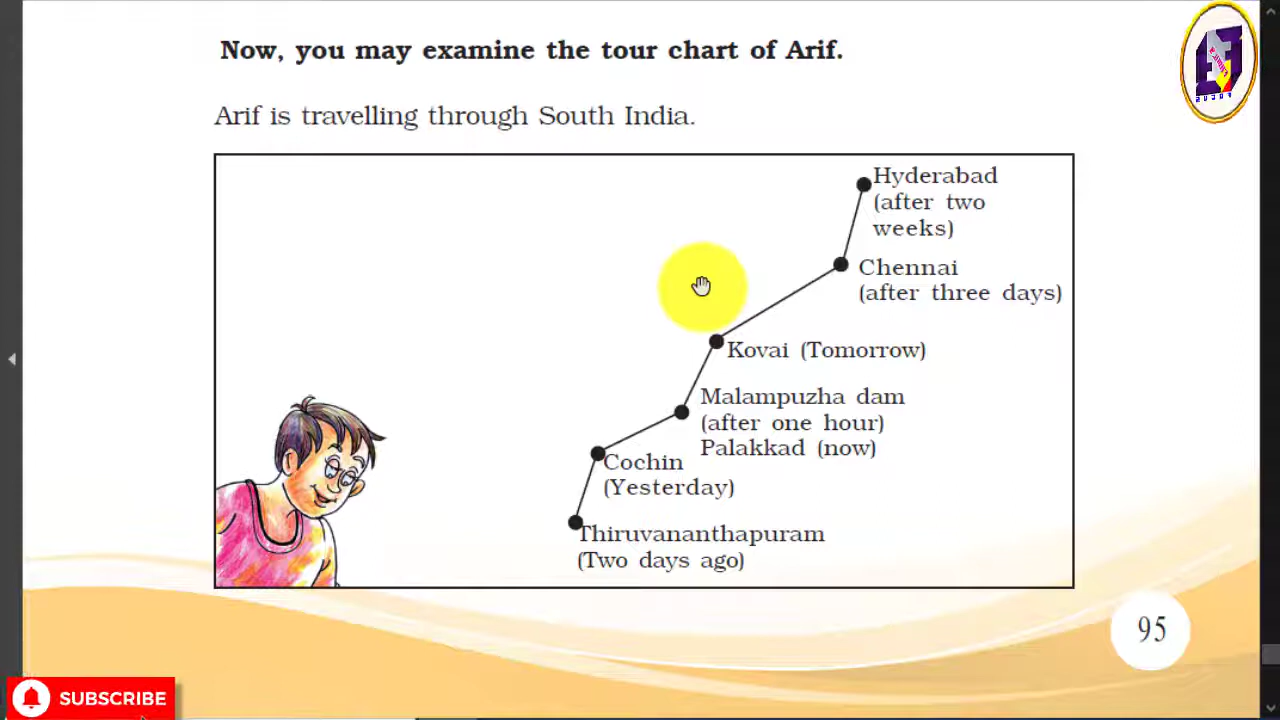 Now, you may examine the tour chart of Arif.
Arif is travelling through South India.
Hyderabad
(after two
weeks)
Chennai
(after three days)
Kovai (Tomorrow)
Malampuzha dam
(after one hour)
Palakkad (now)
Cochin
(Yesterday)
Thiruvananthapuram
(Two days ago)
95
SUBSCRIBE